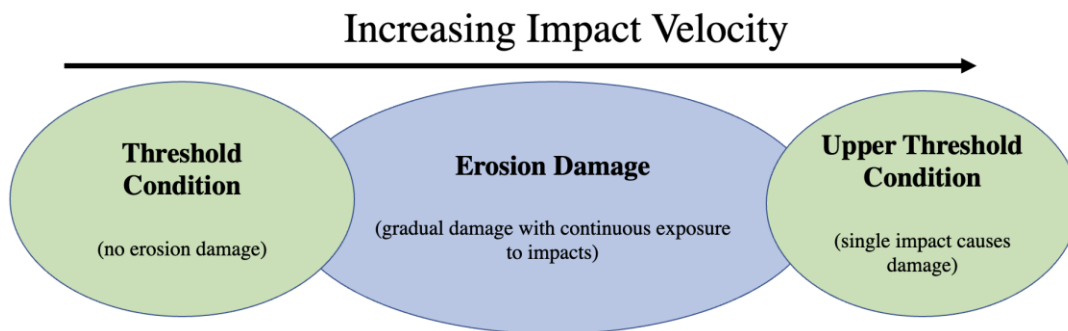 Increasing Impact Velocity
Threshold
Condition
(no erosion damage)
Erosion Damage
(gradual damage with continuous exposure
to impacts)
Upper Threshold
Condition
(single impact causes
damage)